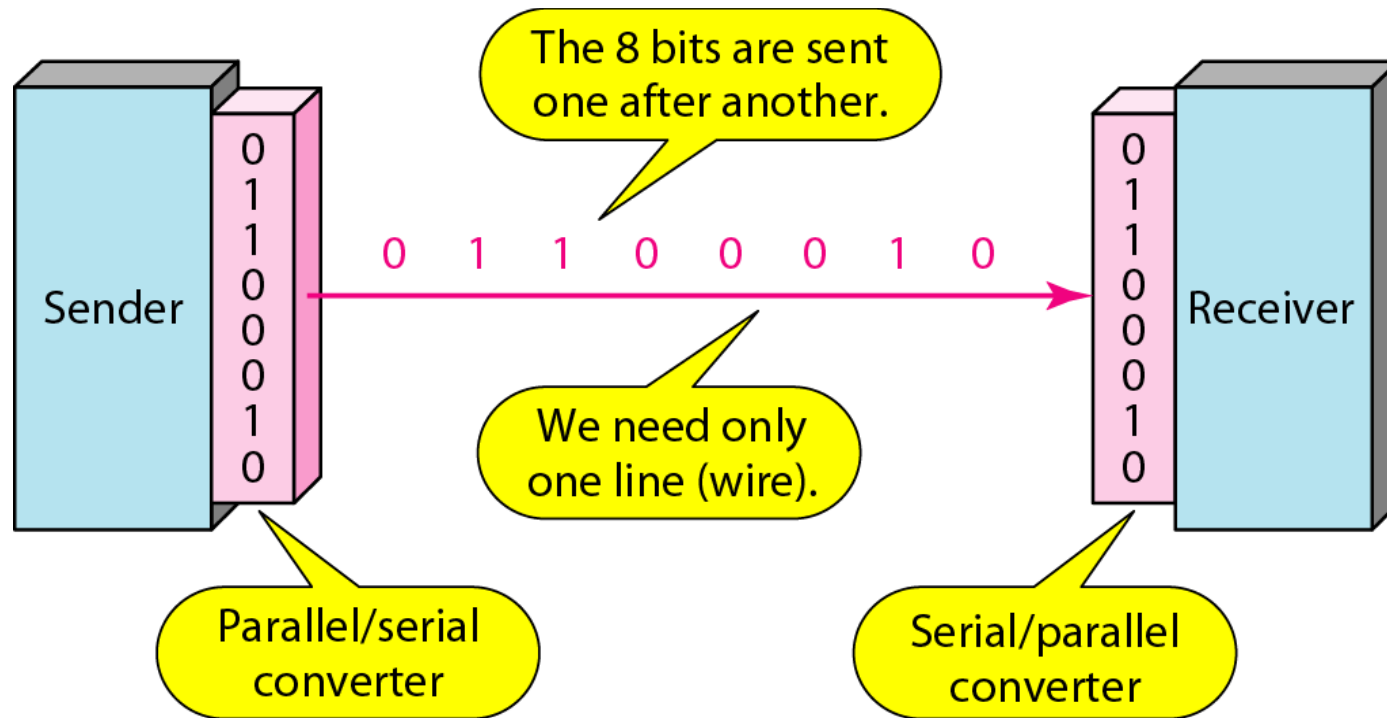 The 8 bits are sent
one after another.
Sender
0
1
1
0
0
0
1
0
0 1 1 0 0 0 1 0
0
1
1
0
0
0
1
0
Receiver
We need only
one line (wire).
Parallel/serial
converter
Serial/parallel
converter